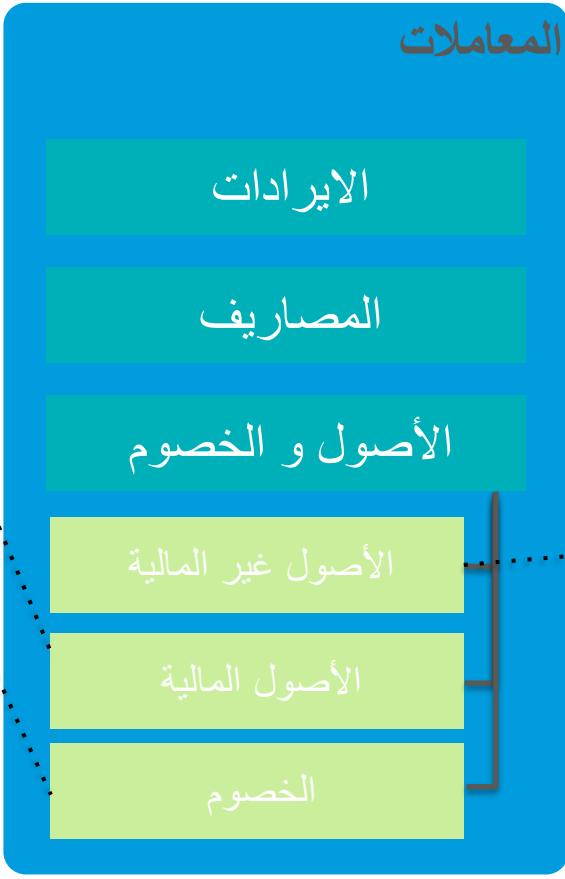 المعاملات
الايرادات
المصاريف
الأصول و الخصوم
الأصول غير المالية
الأصول المالية
الخصوم